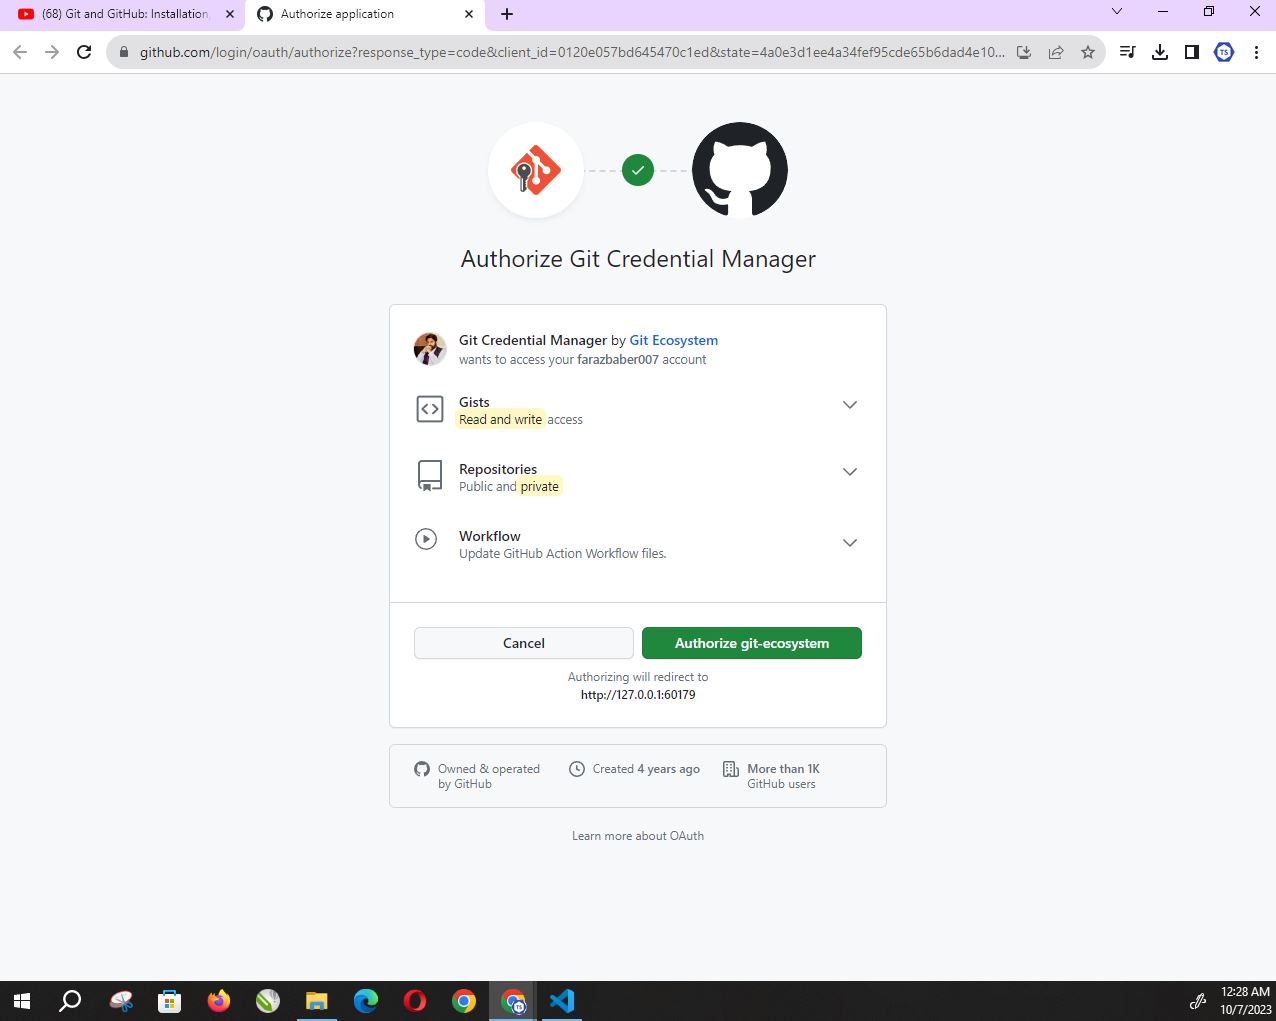 (68) Git and GitHub: Installation,
Authorize application
github.com/login/oauth/authorize?response_type=code&client_id=0120e057bd645470c1ed&state=4a0e3d1ee4a34fef95cde65b6dad4e10...
TS
Authorize Git Credential Manager
Git Credential Manager by Git Ecosystem
wants to access your farazbaber007 account
Gists
Read and write access
Repositories
Public and private
Workflow
Update GitHub Action Workflow files.
Cancel
Authorize git-ecosystem
Authorizing will redirect to
http://127.0.0.1:60179
Owned & operated
by GitHub
Created 4 years ago
More than 1K
GitHub users
Learn more about OAuth
TS
12:28 AM
10/7/2023